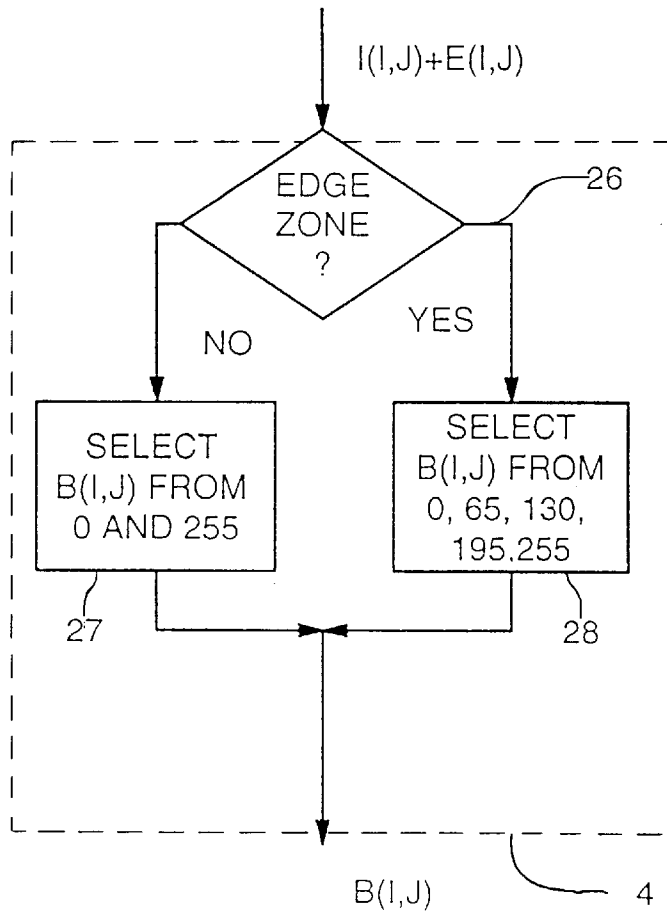 I(I,J)+E(I,J)
EDGE
ZONE
?
26
NO
YES
SELECT
B(I,J) FROM
0 AND 255
SELECT
B(I,J) FROM
0, 65, 130,
195,255
27
28
B(I,J)
4